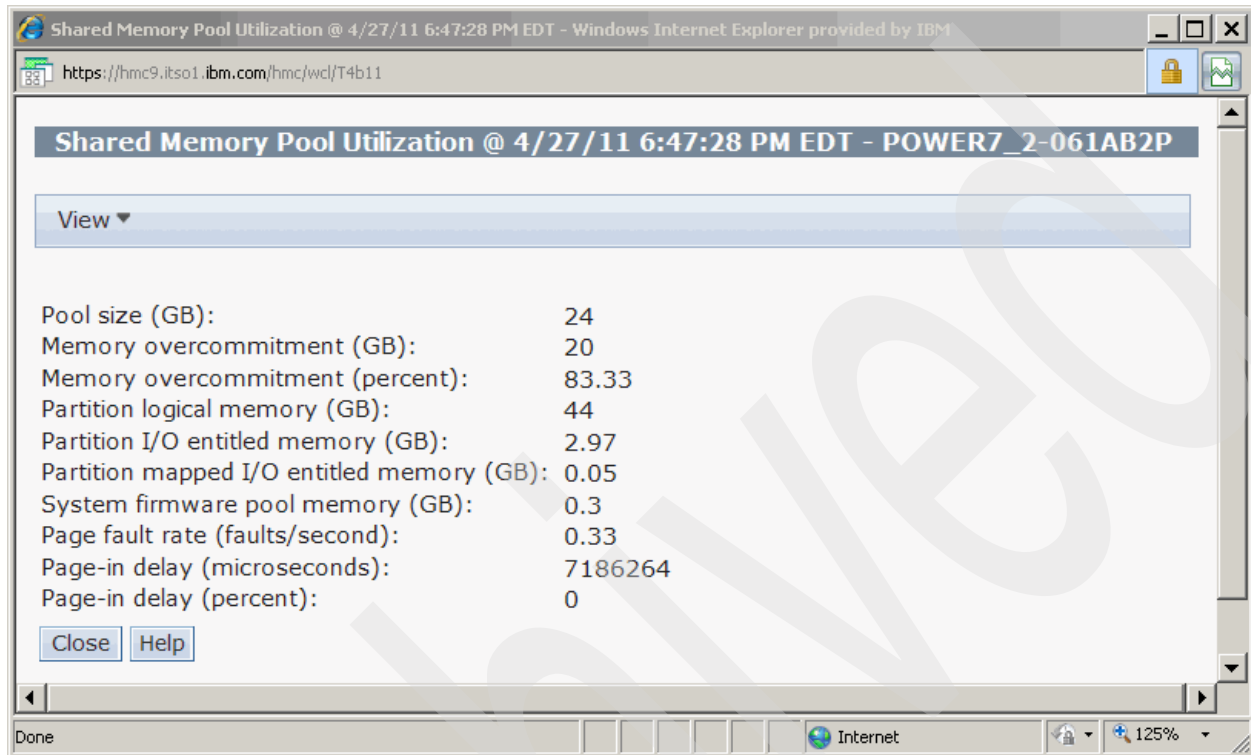 Shared Memory Pool Utilization @ 4/27/11 6:47:28 PM EDT - Windows Internet Explorer provided by IBM
https://hmc9.itso1.ibm.com/hmc/wcl/T4b11
Shared Memory Pool Utilization @ 4/27/11 6:47:28 PM EDT - POWER7_2-061AB2P
View
Pool size (GB): 24
Memory overcommitment (GB): 20
Memory overcommitment (percent): 83.33
Partition logical memory (GB): 44
Partition I/O entitled memory (GB): 2.97
Partition mapped I/O entitled memory (GB): 0.05
System firmware pool memory (GB): 0.3
Page fault rate (faults/second): 0.33
Page-in delay (microseconds): 7186264
Page-in delay (percent): 0
Close Help
Done Internet 125%